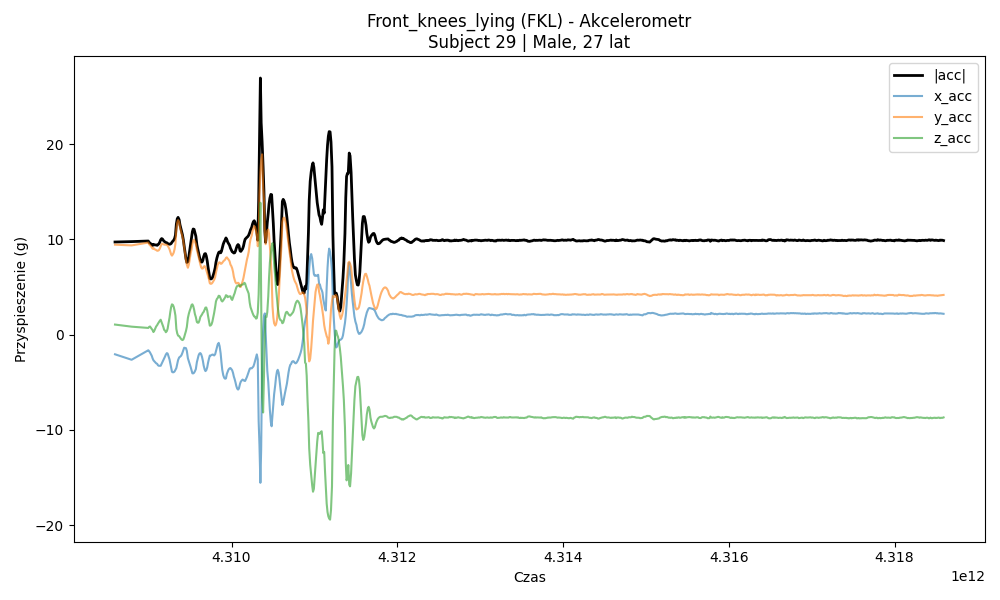 Front_knees_lying (FKL) - Akcelerometr
Subject 29 | Male, 27 lat
|acc|
x_acc
y_acc
z_acc
Przyspieszenie (g)
20
10
0
−10
−20
4.310
4.312
4.314
4.316
4.318
1e12
Czas